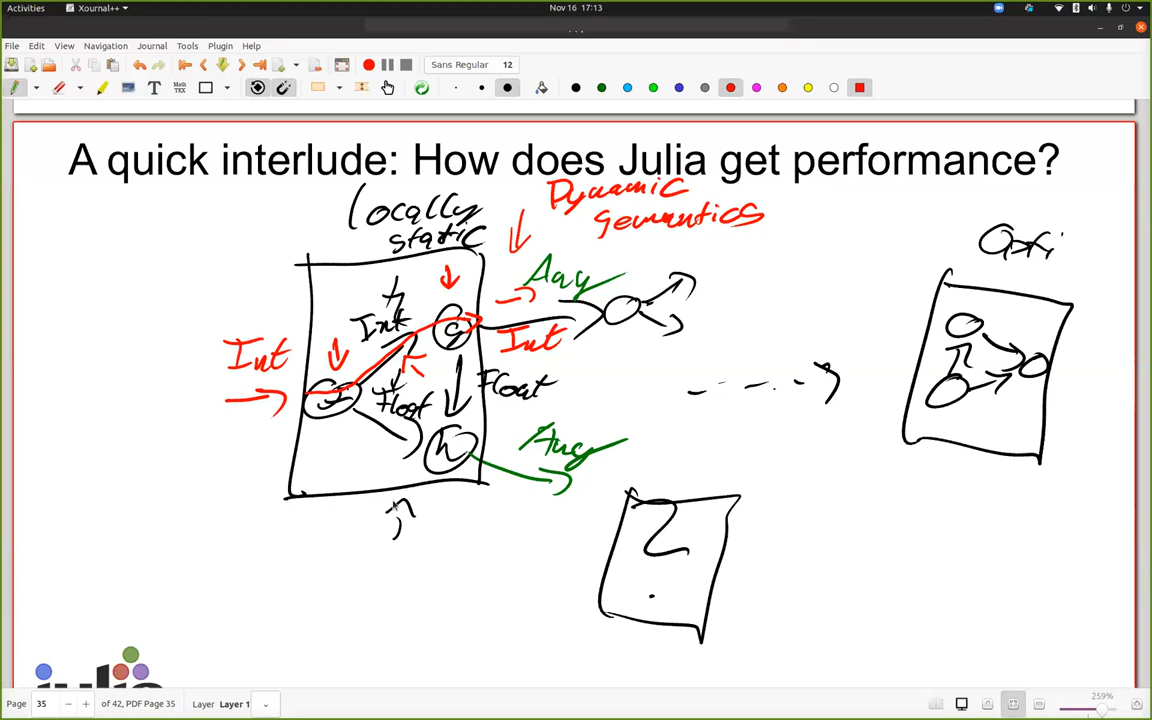 Activities
Xournal++
Nov 16 17:13
...
File Edit View Navigation Journal Tools Plugin Help
Sans Regular 12
A quick interlude: How does Julia get performance?
Dynamic
semantics
locally
static
Any
Int
Int
Int
Float
Float
Any
f
G
h
?
julia
Page 35 of 42, PDF Page 35 Layer Layer 1
259%